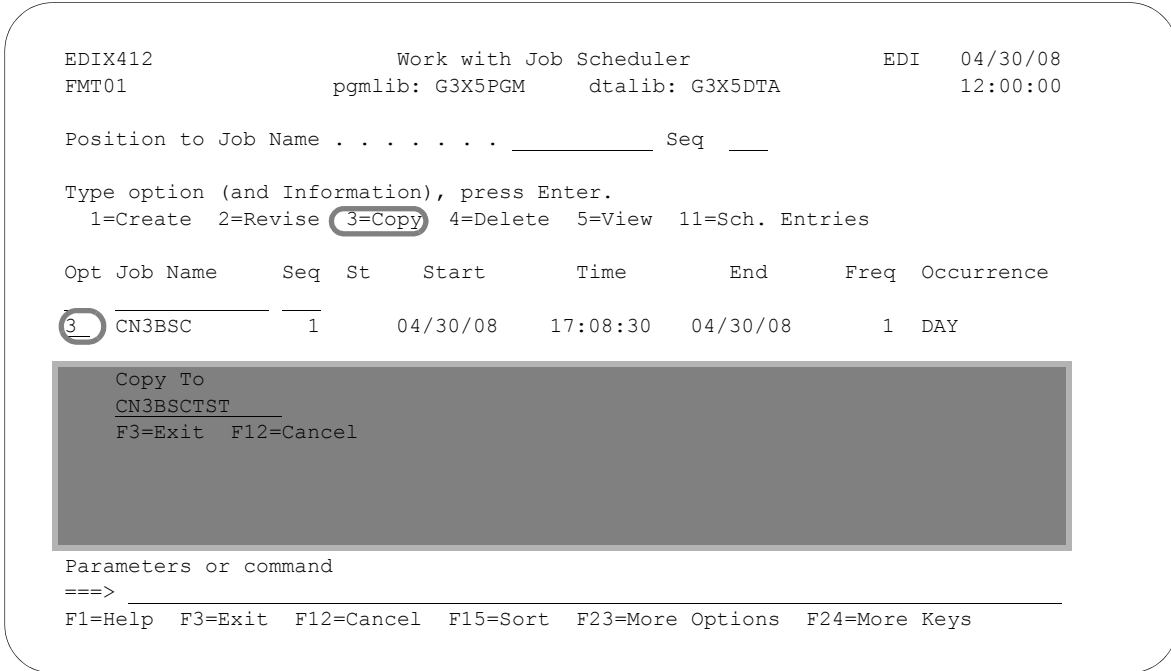 EDIX412 Work with Job Scheduler EDI 04/30/08
FMT01 pgmlib: G3X5PGM dtalib: G3X5DTA 12:00:00
Position to Job Name . . . . . . . __________ Seq ___
Type option (and Information), press Enter.
1=Create 2=Revise 3=Copy 4=Delete 5=View 11=Sch. Entries
Opt Job Name Seq St Start Time End Freq Occurrence
3 CN3BSC 1 04/30/08 17:08:30 04/30/08 1 DAY
Copy To
CN3BSCTST
F3=Exit F12=Cancel
Parameters or command
===>
F1=Help F3=Exit F12=Cancel F15=Sort F23=More Options F24=More Keys